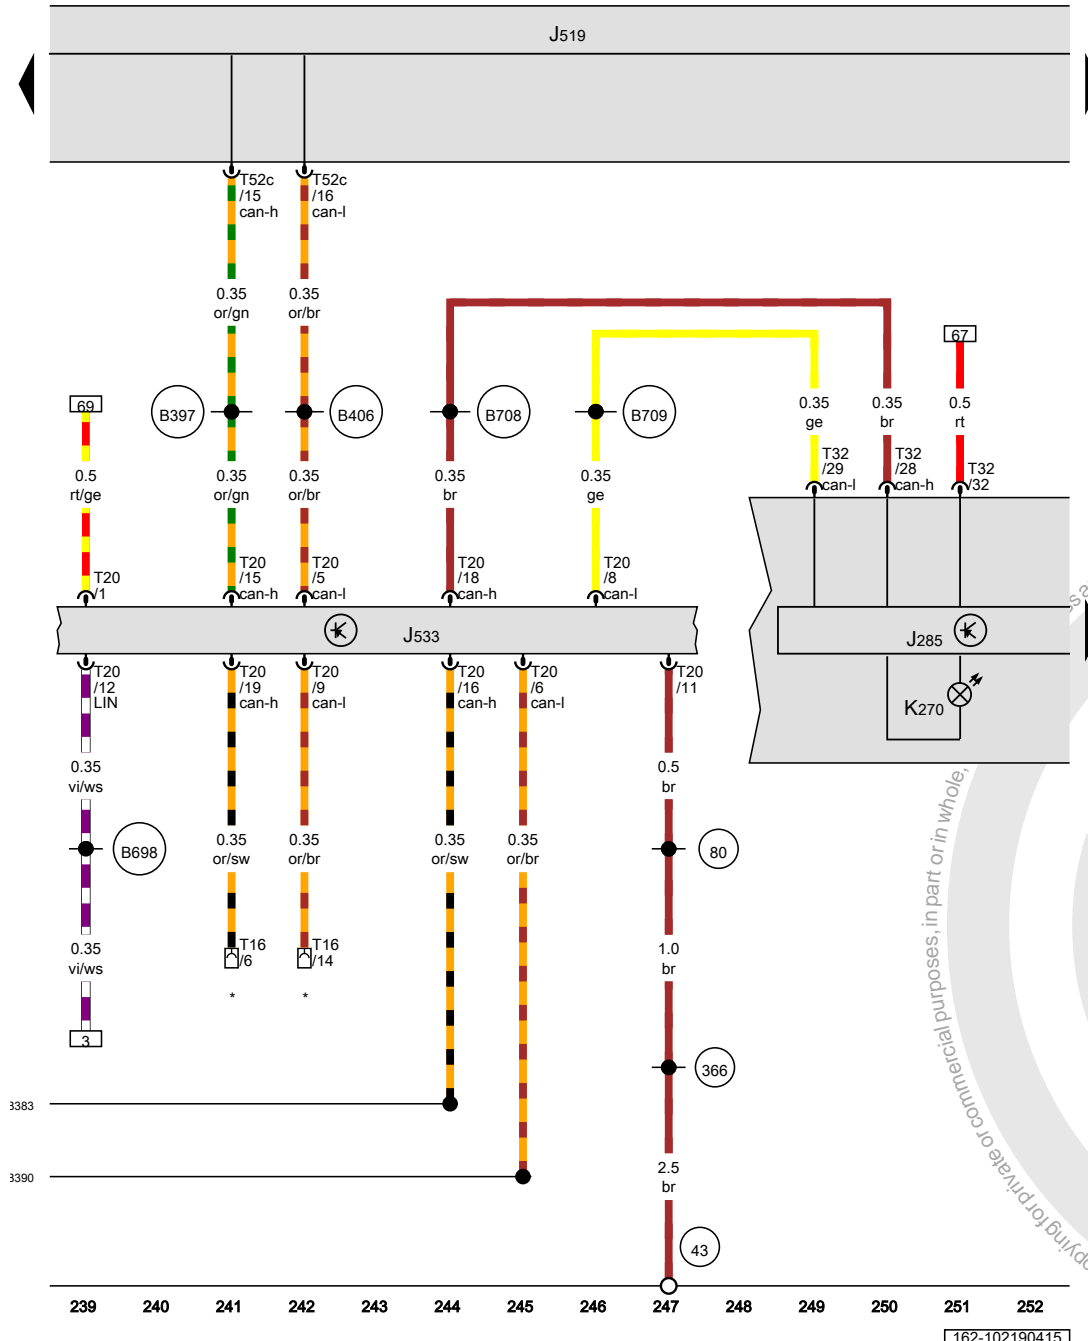 J519
T52c
/15
can-h
T52c
/16
can-l
0.35
or/gn
0.35
or/br
67
69
B397
B406
B708
B709
0.35
ge
0.35
br
0.5
rt
0.5
rt/ge
0.35
or/gn
0.35
or/br
0.35
br
0.35
ge
T32
/29
can-l
T32
/28
can-h
T32
/32
T20
/1
T20
/15
can-h
T20
/5
can-l
T20
/18
can-h
T20
/8
can-l
J533
J285
K270
T20
/12
LIN
T20
/19
can-h
T20
/9
can-l
T20
/16
can-h
T20
/6
can-l
T20
/11
0.35
vi/ws
0.5
br
B698
0.35
or/sw
0.35
or/br
0.35
or/sw
0.35
or/br
80
0.35
vi/ws
T16
/6
T16
/14
1.0
br
*
*
3
366
3383
3390
2.5
br
43
239 240 241 242 243 244 245 246 247 248 249 250 251 252
162-102190415
opying for private or commercial purposes, in part or in whole,